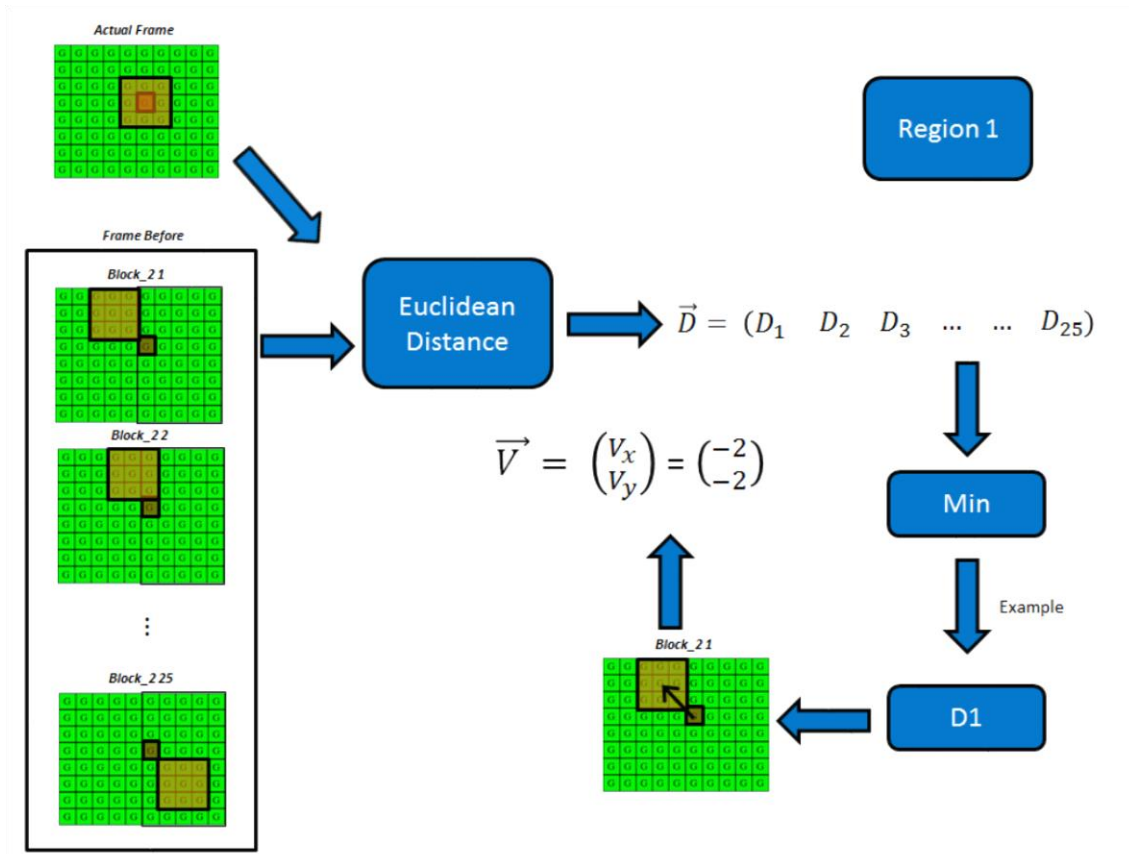 Actual Frame
G G G G G G G G G G
G G G G G G G G G G
G G G G G G G G G G
G G G G G G G G G G
G G G G G G G G G G
G G G G G G G G G G
G G G G G G G G G G
G G G G G G G G G G
Region 1
Frame Before
Block_2 1
Euclidean
Distance
D⃗ = (D₁ D₂ D₃ ... ... D₂₅)
Block_2 2
V⃗ = (Vₓ Vᵧ) = (−2 −2)
Min
⋮
Example
Block_2 1
Block_2 25
D1